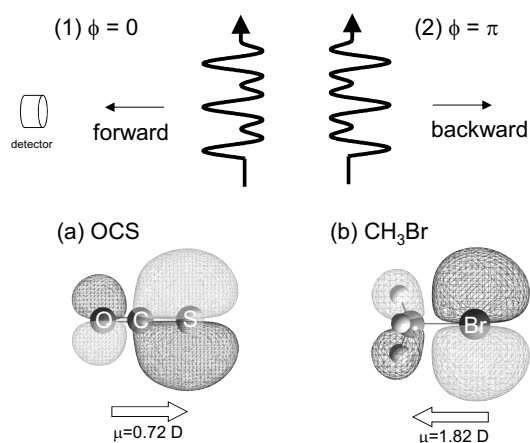 (1) ϕ = 0
(2) ϕ = π
forward
backward
detector
(a) OCS
(b) CH₃Br
O C S
Br
μ=0.72 D
μ=1.82 D